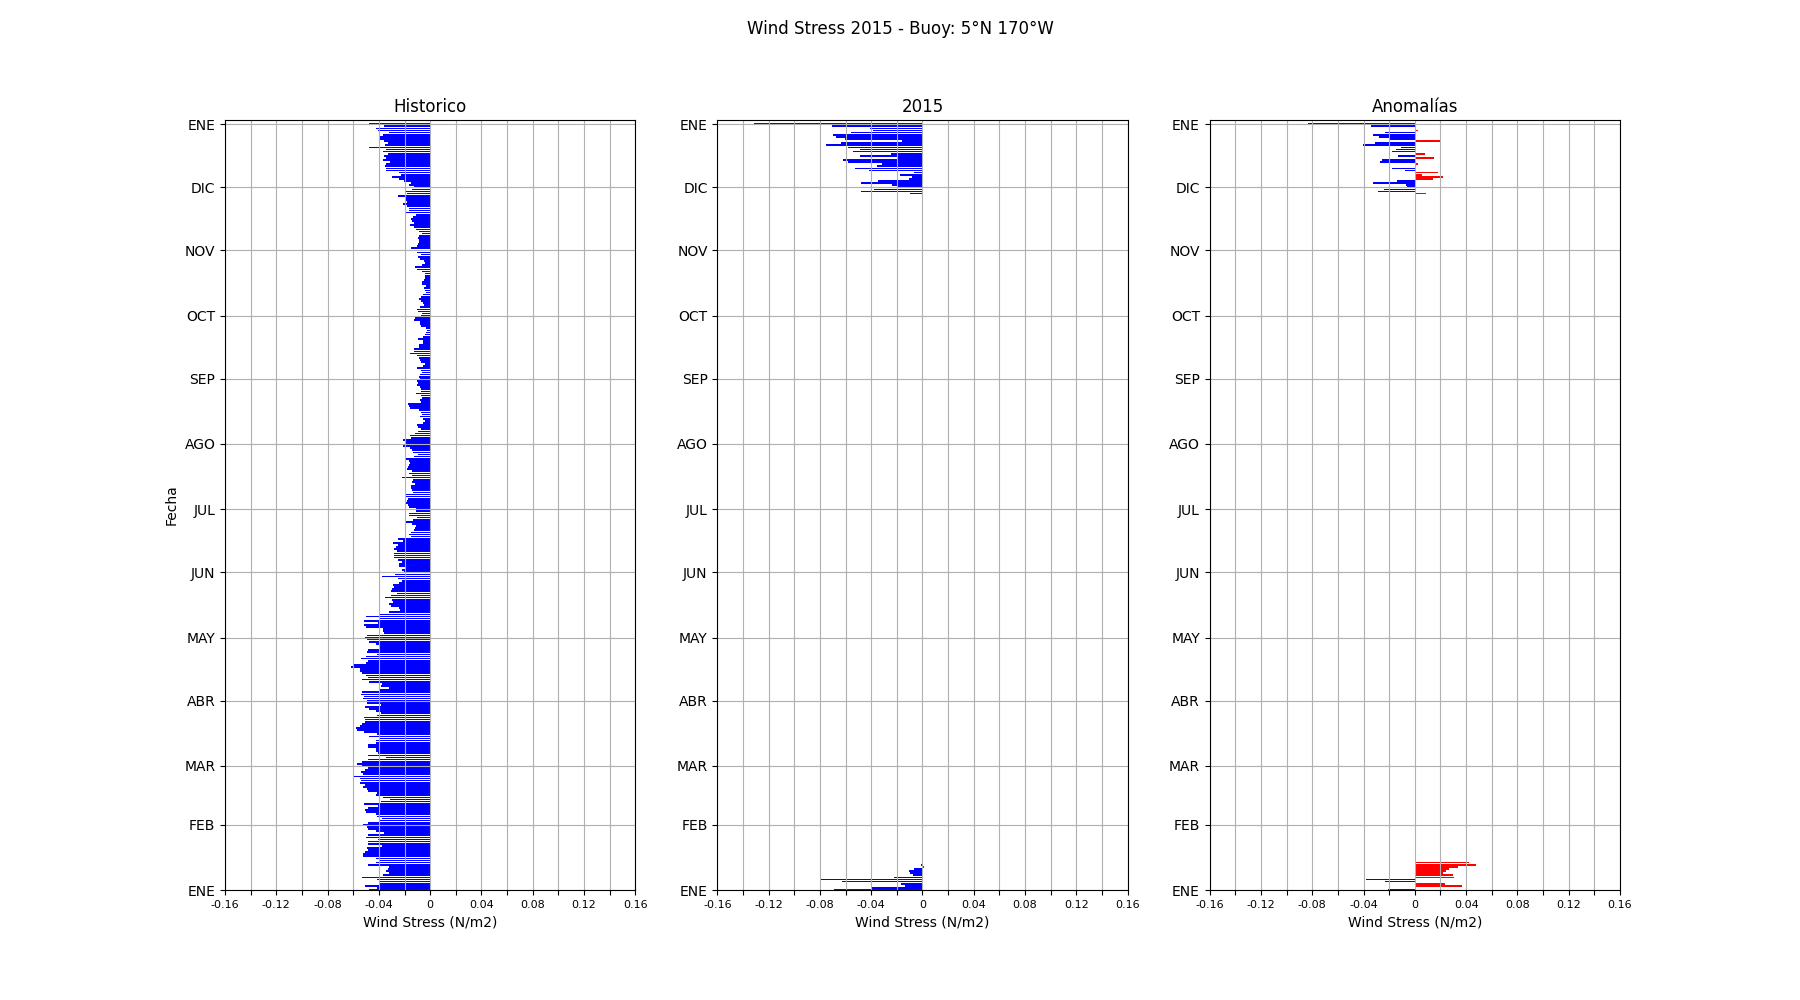 Wind Stress 2015 - Buoy: 5°N 170°W
Historico
2015
Anomalías
ENE
DIC
NOV
OCT
SEP
AGO
JUL
JUN
MAY
ABR
MAR
FEB
ENE
Fecha
-0.16 -0.12 -0.08 -0.04 0 0.04 0.08 0.12 0.16
Wind Stress (N/m2)
ENE
DIC
NOV
OCT
SEP
AGO
JUL
JUN
MAY
ABR
MAR
FEB
ENE
-0.16 -0.12 -0.08 -0.04 0 0.04 0.08 0.12 0.16
Wind Stress (N/m2)
ENE
DIC
NOV
OCT
SEP
AGO
JUL
JUN
MAY
ABR
MAR
FEB
ENE
-0.16 -0.12 -0.08 -0.04 0 0.04 0.08 0.12 0.16
Wind Stress (N/m2)